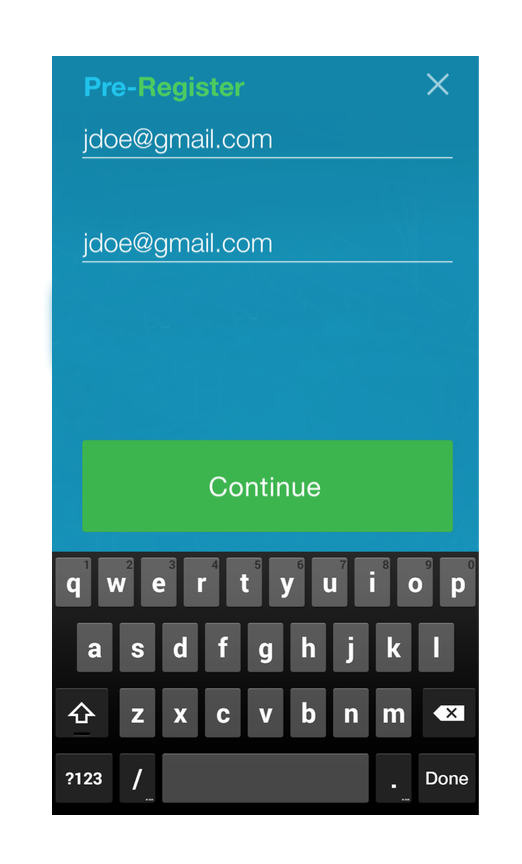 Pre-Register
jdoe@gmail.com
jdoe@gmail.com
Continue
1 2 3 4 5 6 7 8 9 0
q w e r t y u i o p
a s d f g h j k l
z x c v b n m
?123 / . Done